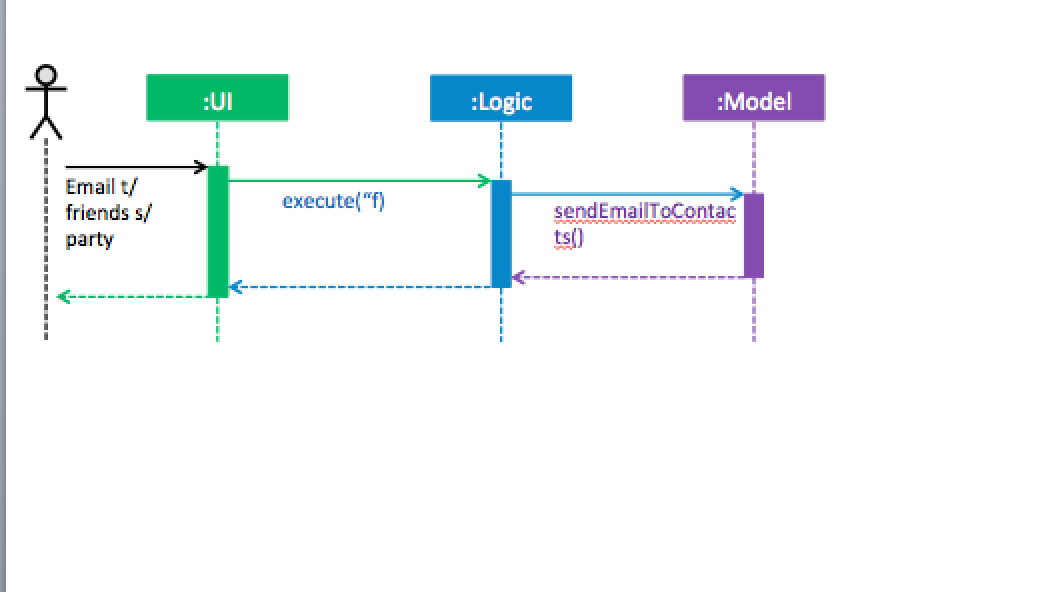 :UI
:Logic
:Model
Email t/
friends s/
party
execute(“f)
sendEmailToContac
ts()